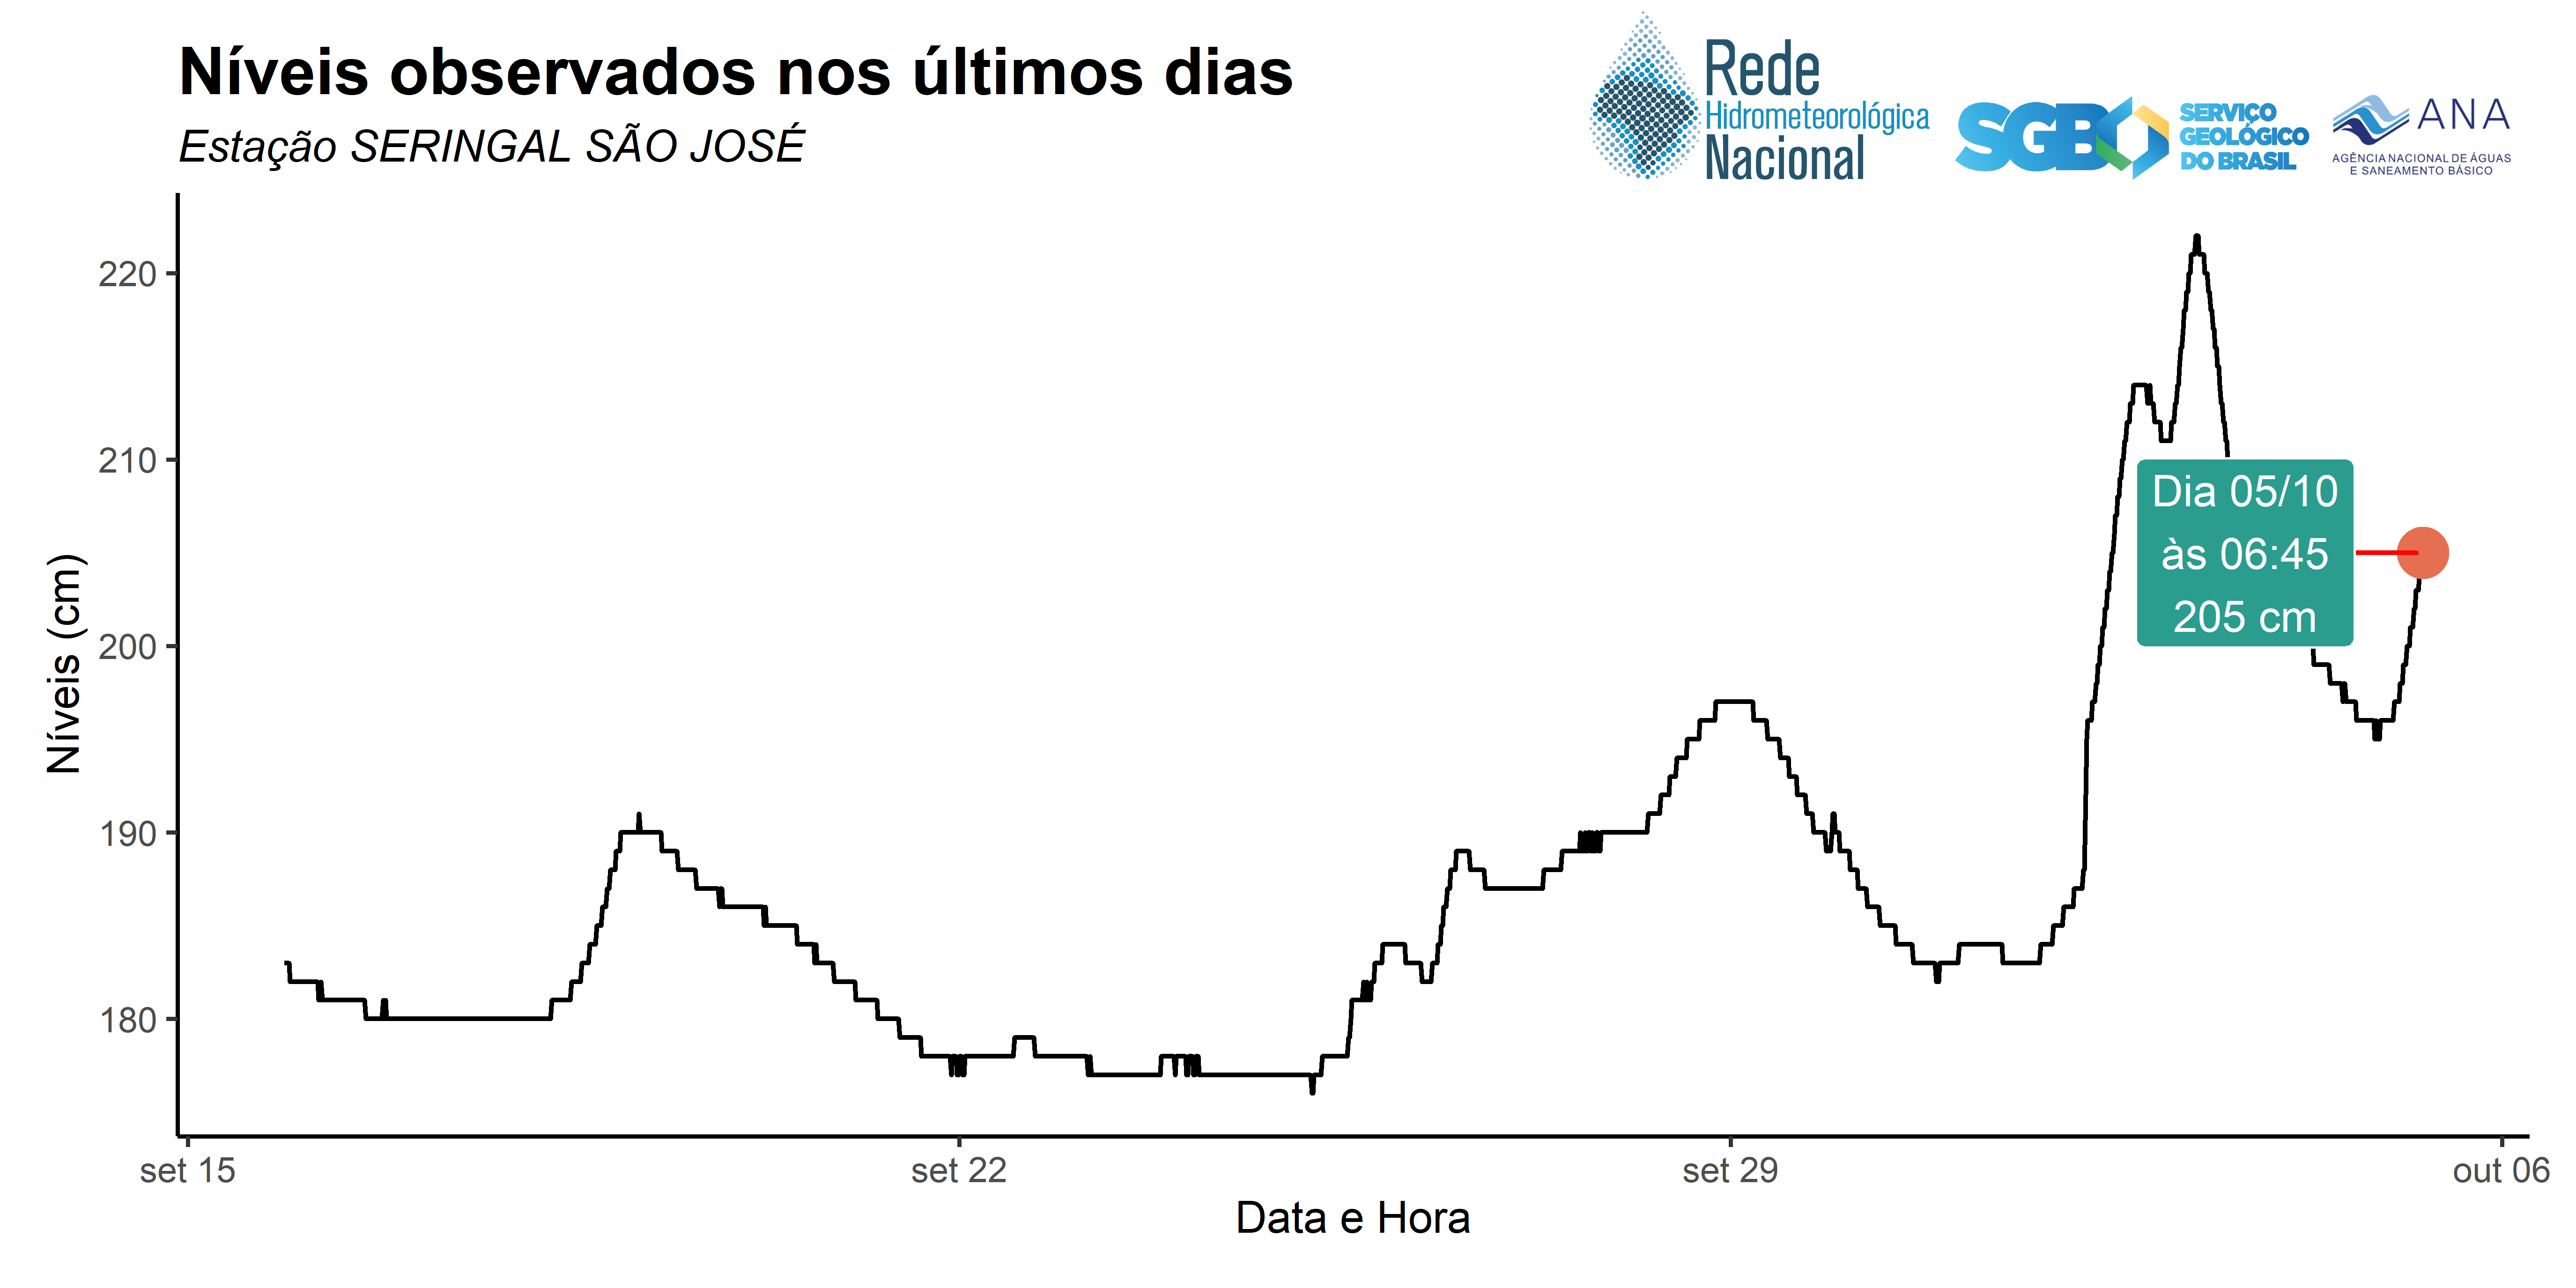 Níveis observados nos últimos dias
Estação SERINGAL SÃO JOSÉ
Rede
Hidrometeorológica
Nacional
SGB
SERVIÇO
GEOLÓGICO
DO BRASIL
ANA
AGÊNCIA NACIONAL DE ÁGUAS
E SANEAMENTO BÁSICO
Níveis (cm)
220
210
200
190
180
Dia 05/10
às 06:45
205 cm
set 15
set 22
set 29
out 06
Data e Hora